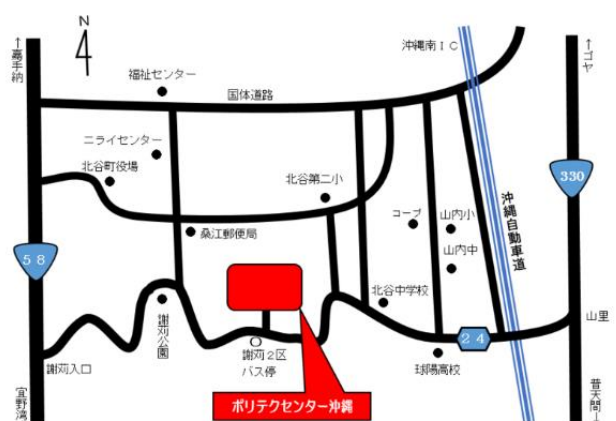 N
4
沖縄南IC
←嘉手納
←ゴヤ
福祉センター
国体道路
ニライセンター
北谷町役場
北谷第二小
330
コープ
山内小
桑江郵便局
山内中
沖縄自動車道
58
北谷中学校
謝苅公園
山里
24
謝苅2区
バス停
謝苅入口
球陽高校
宜野湾
ポリテクセンター沖縄
普天間→